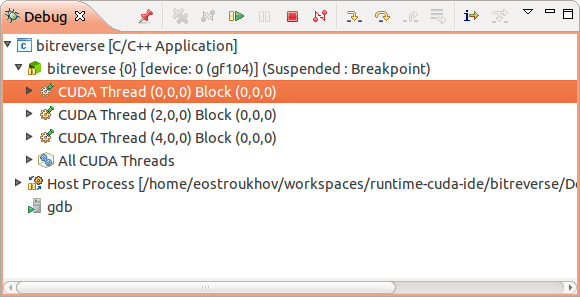 Debug
bitreverse [C/C++ Application]
bitreverse {0} [device: 0 (gf104)] (Suspended : Breakpoint)
CUDA Thread (0,0,0) Block (0,0,0)
CUDA Thread (2,0,0) Block (0,0,0)
CUDA Thread (4,0,0) Block (0,0,0)
All CUDA Threads
Host Process [/home/eostroukhov/workspaces/runtime-cuda-ide/bitreverse/De
gdb